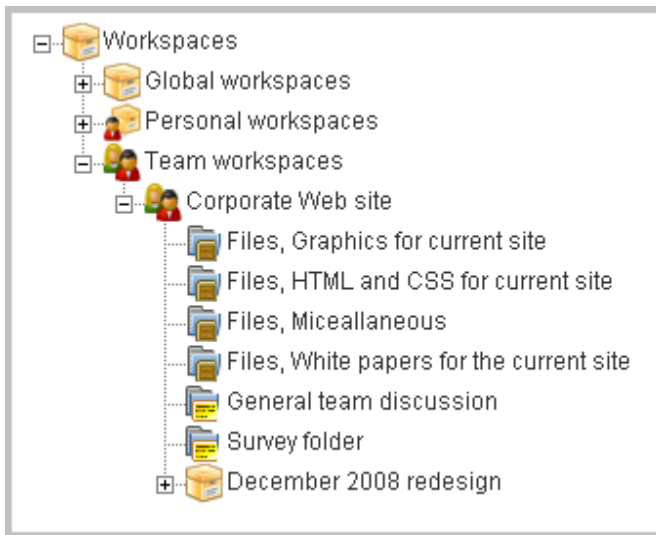 Workspaces
Global workspaces
Personal workspaces
Team workspaces
Corporate Web site
Files, Graphics for current site
Files, HTML and CSS for current site
Files, Miceallaneous
Files, White papers for the current site
General team discussion
Survey folder
December 2008 redesign